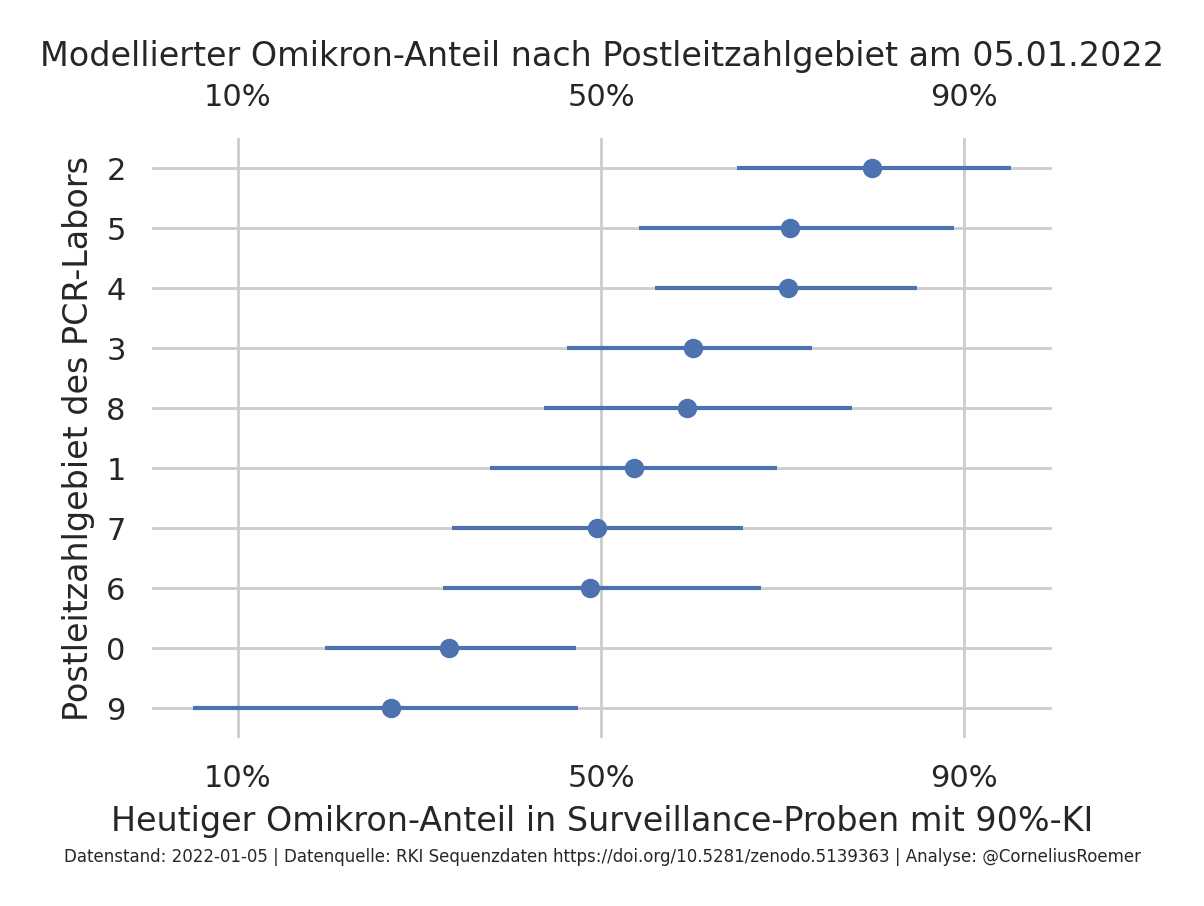 Modellierter Omikron-Anteil nach Postleitzahlgebiet am 05.01.2022
10% 50% 90%
Postleitzahlgebiet des PCR-Labors
2
5
4
3
8
1
7
6
0
9
10% 50% 90%
Heutiger Omikron-Anteil in Surveillance-Proben mit 90%-KI
Datenstand: 2022-01-05 | Datenquelle: RKI Sequenzdaten https://doi.org/10.5281/zenodo.5139363 | Analyse: @CorneliusRoemer